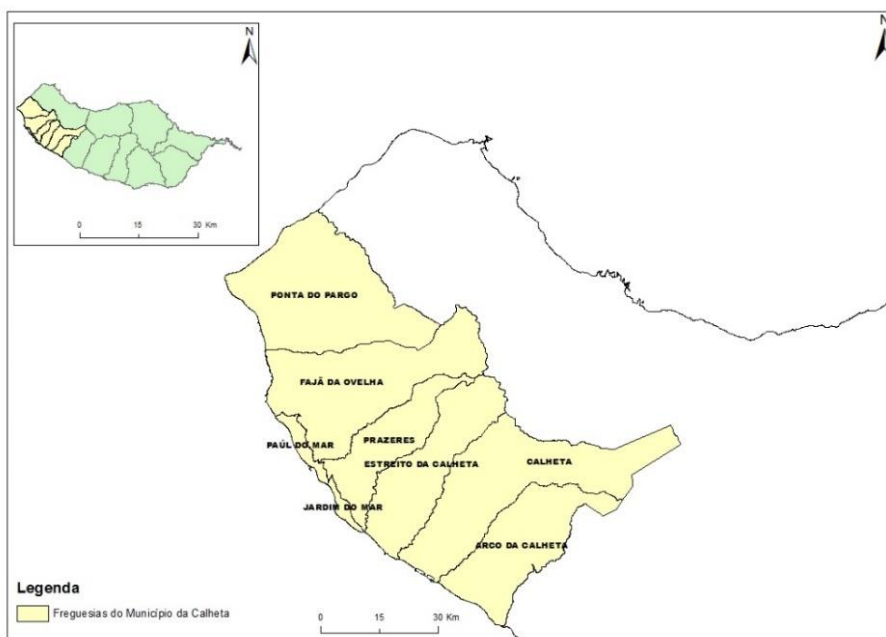 N
N
0 15 30 Km
PONTA DO PARGO
FAJÃ DA OVELHA
PAÚL DO MAR
PRAZERES
ESTREITO DA CALHETA
CALHETA
JARDIM DO MAR
ARCO DA CALHETA
Legenda
Freguesias do Município da Calheta
0 15 30 Km